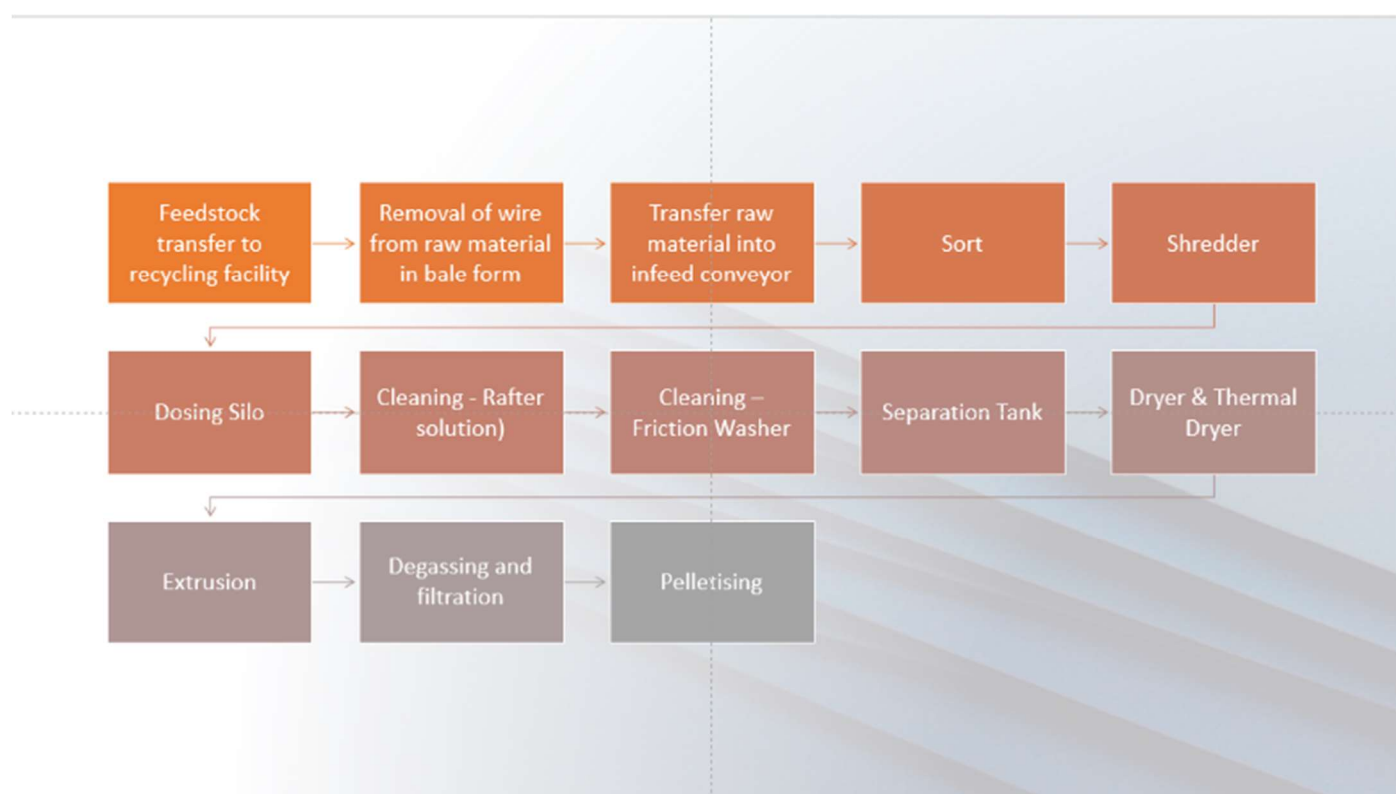 Feedstock
transfer to
recycling facility
Removal of wire
from raw material
in bale form
Transfer raw
material into
infeed conveyor
Sort
Shredder
Dosing Silo
Cleaning - Rafter
solution)
Cleaning –
Friction Washer
Separation Tank
Dryer & Thermal
Dryer
Extrusion
Degassing and
filtration
Pelletising